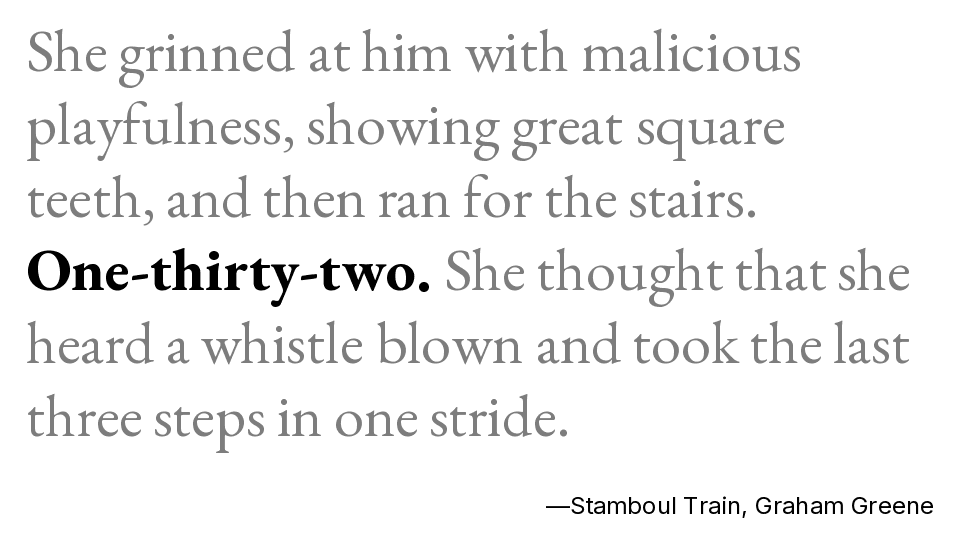 She grinned at him with malicious
playfulness, showing great square
teeth, and then ran for the stairs.
One-thirty-two. She thought that she
heard a whistle blown and took the last
three steps in one stride.
—Stamboul Train, Graham Greene